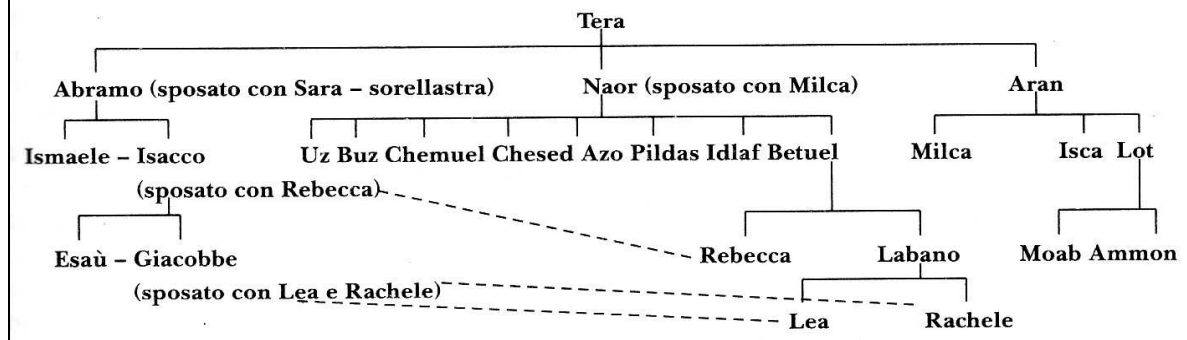 Tera
Abramo (sposato con Sara – sorellastra) Naor (sposato con Milca) Aran
Ismaele – Isacco Uz Buz Chemuel Chesed Azo Pildas Idlaf Betuel Milca Isca Lot
(sposato con Rebecca)
Esaù – Giacobbe Rebecca Labano Moab Ammon
(sposato con Lea e Rachele)
Lea Rachele